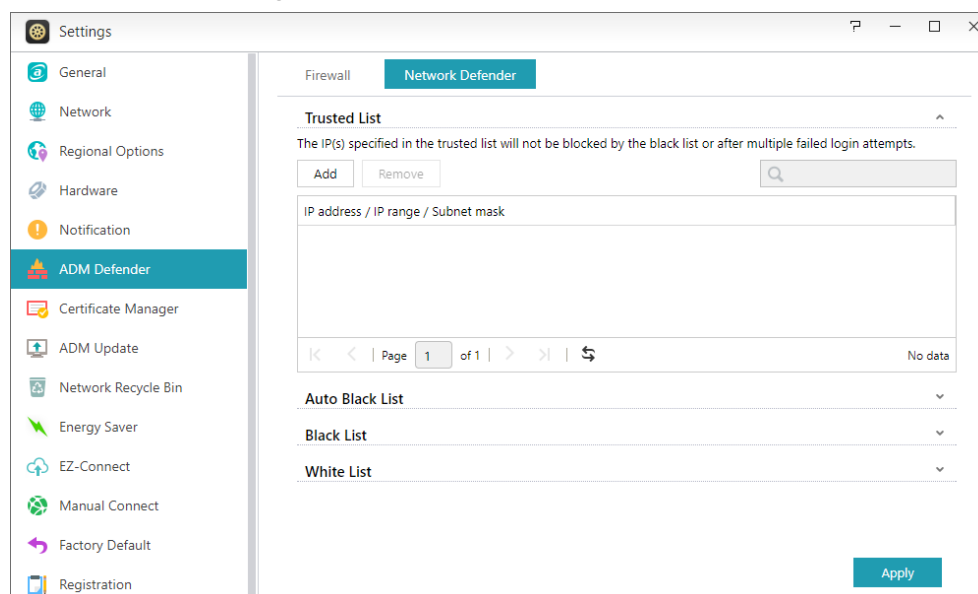 Settings
General
Network
Regional Options
Hardware
Notification
ADM Defender
Certificate Manager
ADM Update
Network Recycle Bin
Energy Saver
EZ-Connect
Manual Connect
Factory Default
Registration
Firewall
Network Defender
Trusted List
The IP(s) specified in the trusted list will not be blocked by the black list or after multiple failed login attempts.
Add Remove
IP address / IP range / Subnet mask
Page 1 of 1 No data
Auto Black List
Black List
White List
Apply